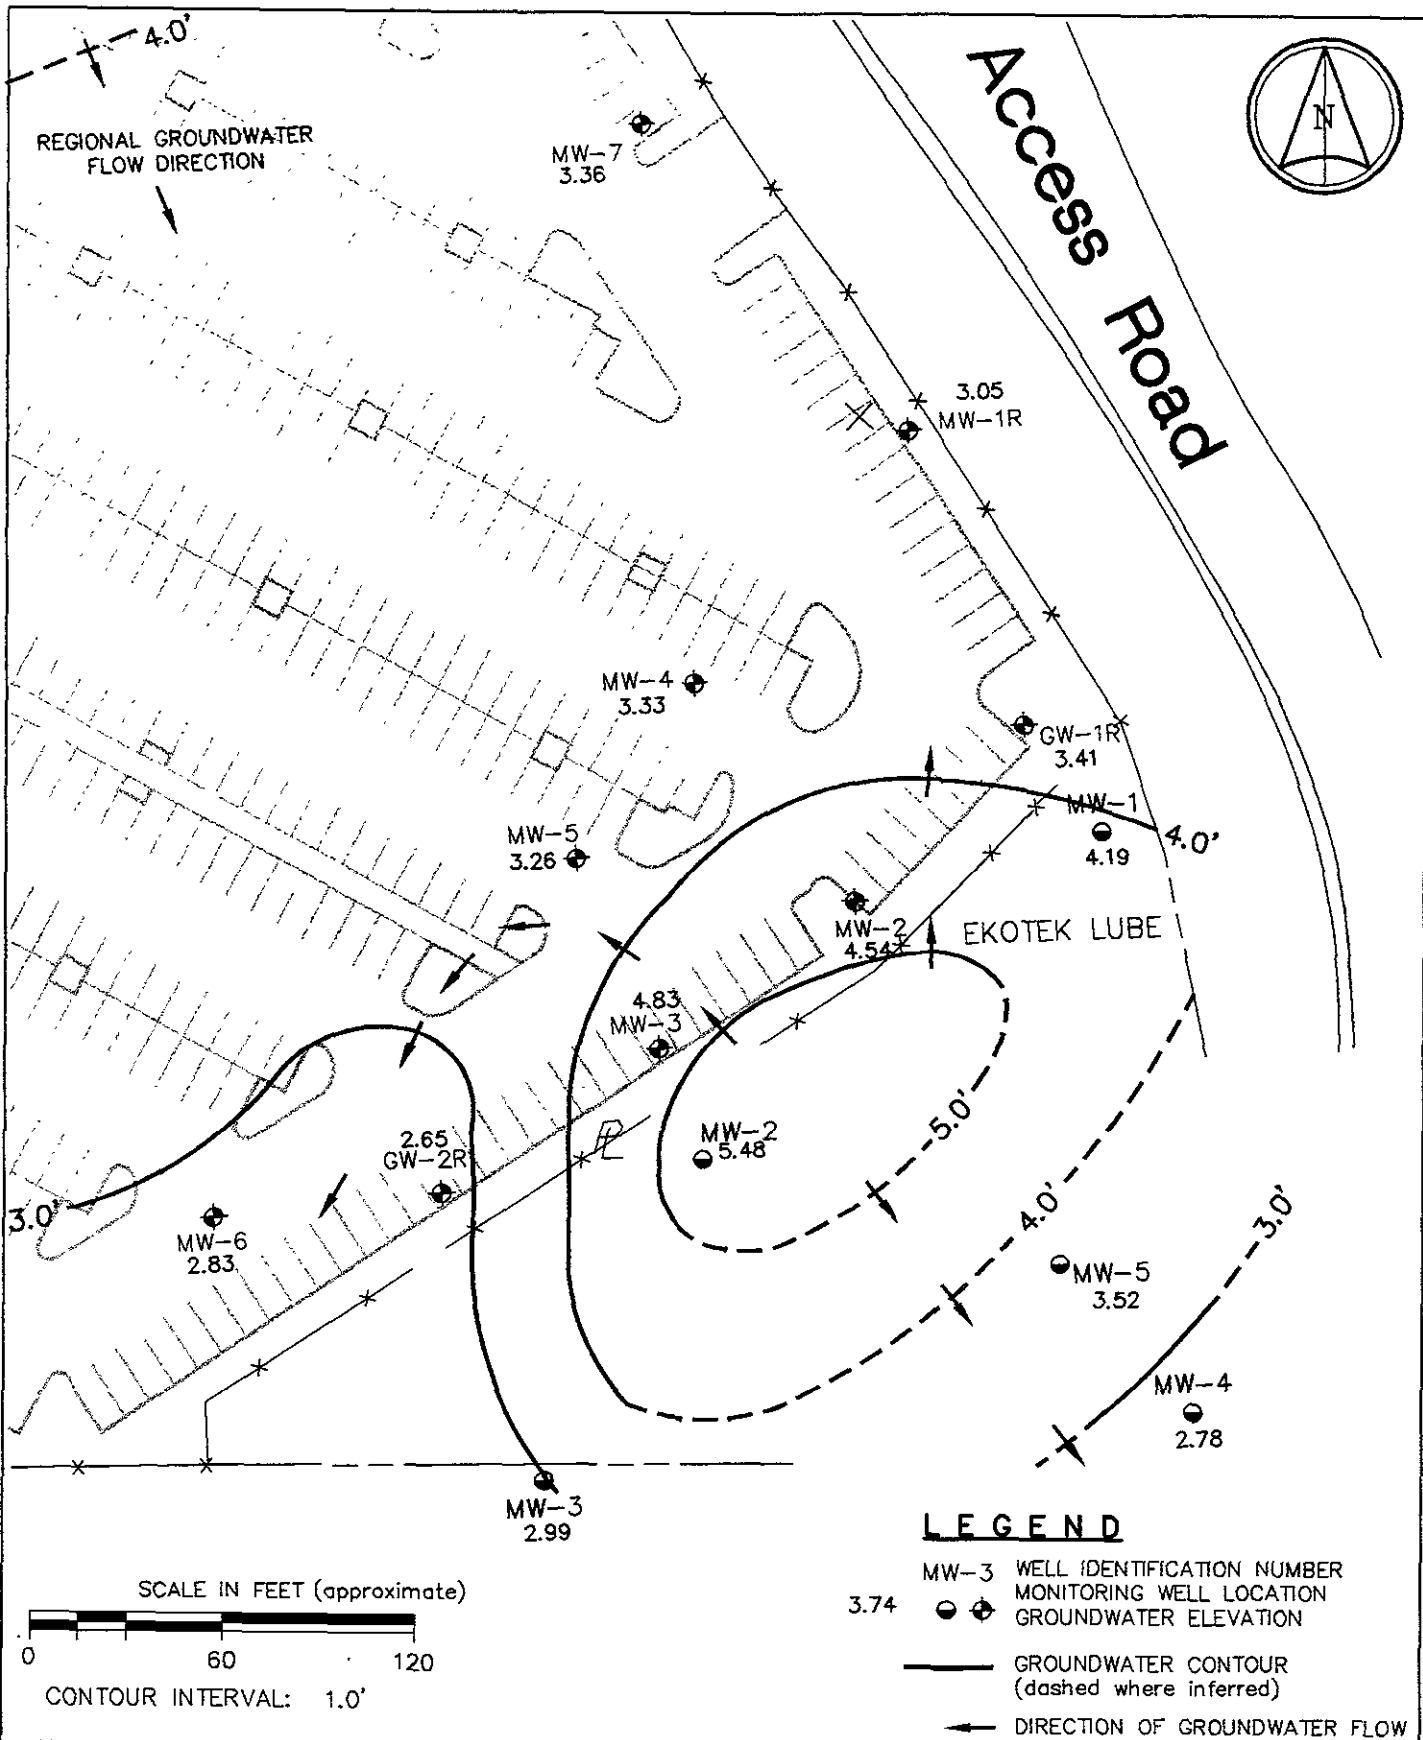 4.0'
Access Road
N
REGIONAL GROUNDWATER
FLOW DIRECTION
MW-7
3.36
3.05
MW-1R
MW-4
3.33
GW-1R
3.41
MW-1
4.19
4.0'
MW-5
3.26
MW-2
4.54
EKOTEK LUBE
4.83
MW-3
MW-2
5.48
5.0'
2.65
GW-2R
3.0'
MW-6
2.83
PL
4.0'
3.0'
MW-5
3.52
MW-4
2.78
MW-3
2.99
LEGEND
MW-3 WELL IDENTIFICATION NUMBER
MONITORING WELL LOCATION
3.74 GROUNDWATER ELEVATION
GROUNDWATER CONTOUR
(dashed where inferred)
DIRECTION OF GROUNDWATER FLOW
SCALE IN FEET (approximate)
0 60 120
CONTOUR INTERVAL: 1.0'